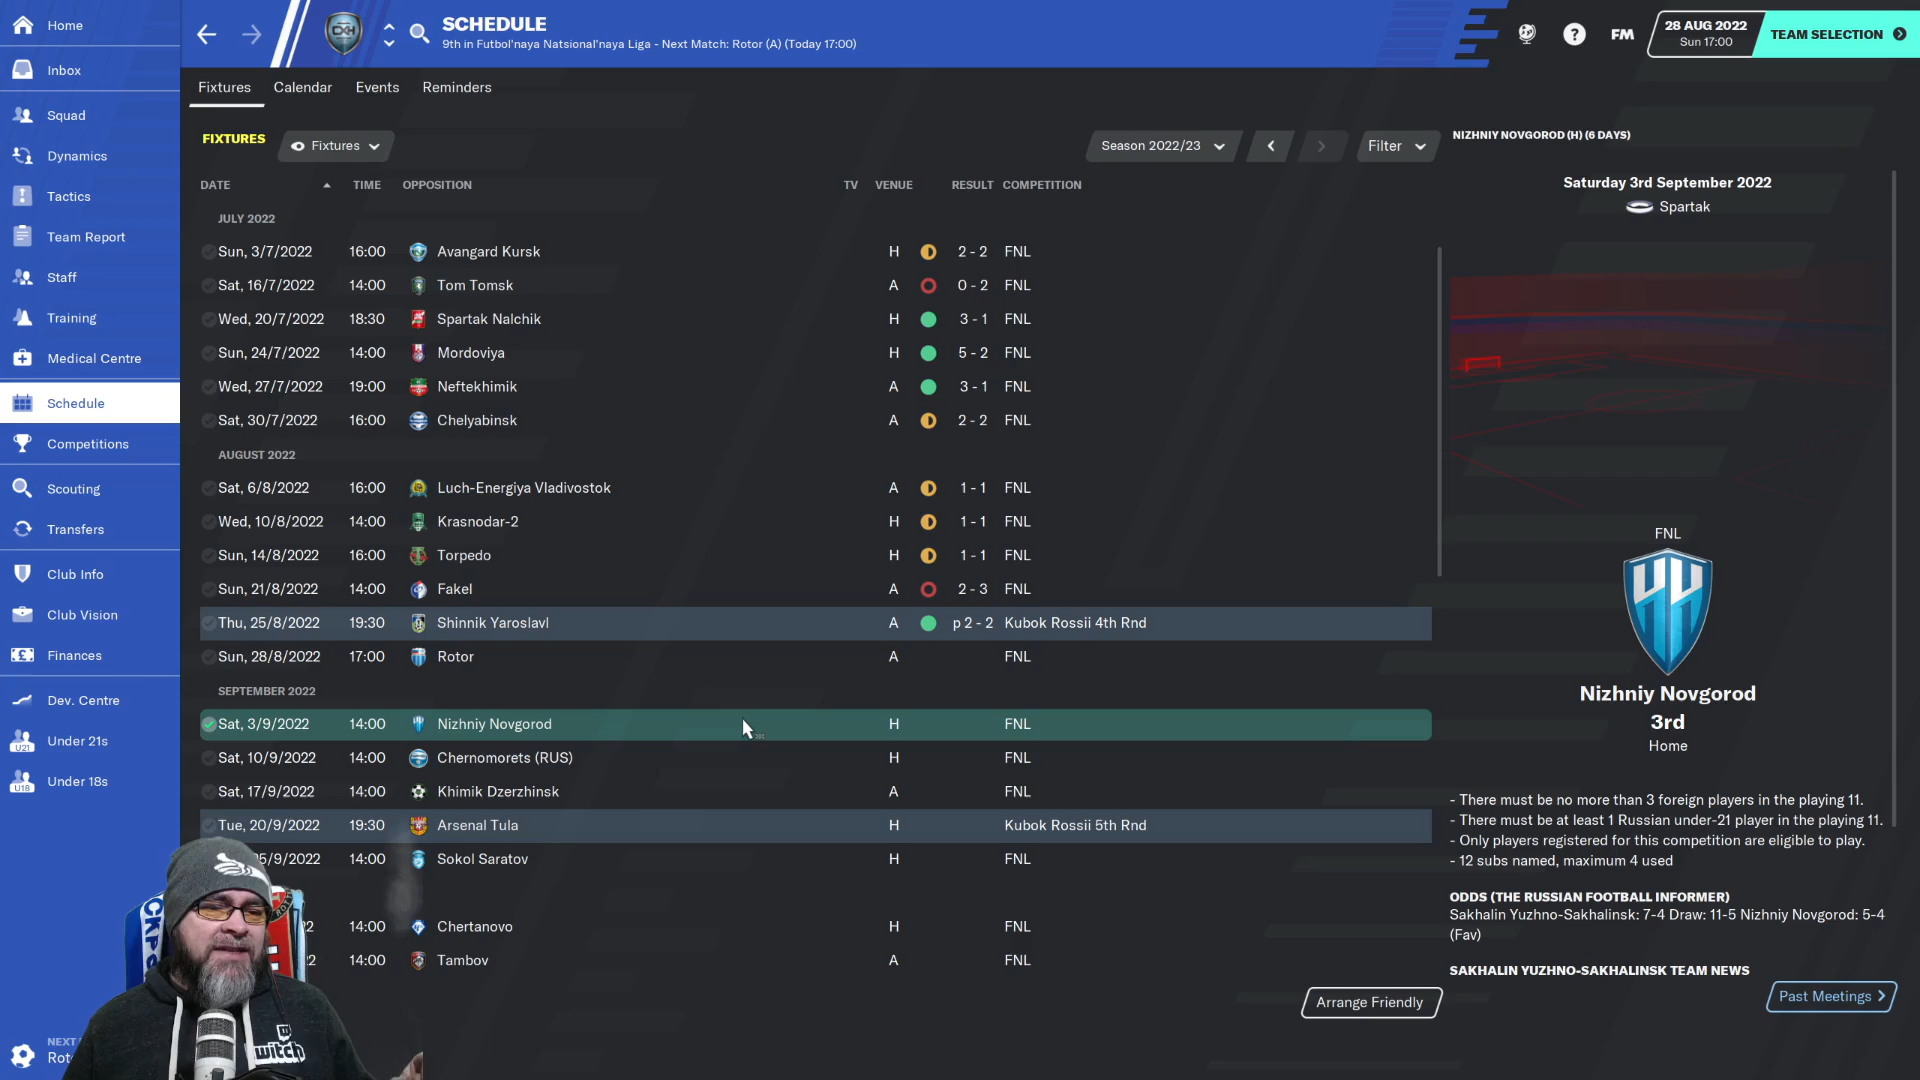 Home
Inbox
Squad
Dynamics
Tactics
Team Report
Staff
Training
Medical Centre
Schedule
Competitions
Scouting
Transfers
Club Info
Club Vision
Finances
Dev. Centre
Under 21s
Under 18s
SCHEDULE
9th in Futbol'naya Natsional'naya Liga - Next Match: Rotor (A) (Today 17:00)
FM
28 AUG 2022
Sun 17:00
TEAM SELECTION
Fixtures Calendar Events Reminders
FIXTURES Fixtures Season 2022/23 Filter
DATE TIME OPPOSITION TV VENUE RESULT COMPETITION
JULY 2022
Sun, 3/7/2022 16:00 Avangard Kursk H 2 - 2 FNL
Sat, 16/7/2022 14:00 Tom Tomsk A 0 - 2 FNL
Wed, 20/7/2022 18:30 Spartak Nalchik H 3 - 1 FNL
Sun, 24/7/2022 14:00 Mordoviya H 5 - 2 FNL
Wed, 27/7/2022 19:00 Neftekhimik A 3 - 1 FNL
Sat, 30/7/2022 16:00 Chelyabinsk A 2 - 2 FNL
AUGUST 2022
Sat, 6/8/2022 16:00 Luch-Energiya Vladivostok A 1 - 1 FNL
Wed, 10/8/2022 14:00 Krasnodar-2 H 1 - 1 FNL
Sun, 14/8/2022 16:00 Torpedo H 1 - 1 FNL
Sun, 21/8/2022 14:00 Fakel A 2 - 3 FNL
Thu, 25/8/2022 19:30 Shinnik Yaroslavl A p 2 - 2 Kubok Rossii 4th Rnd
Sun, 28/8/2022 17:00 Rotor A FNL
SEPTEMBER 2022
Sat, 3/9/2022 14:00 Nizhniy Novgorod H FNL
Sat, 10/9/2022 14:00 Chernomorets (RUS) H FNL
Sat, 17/9/2022 14:00 Khimik Dzerzhinsk A FNL
Tue, 20/9/2022 19:30 Arsenal Tula H Kubok Rossii 5th Rnd
5/9/2022 14:00 Sokol Saratov H FNL
2 14:00 Chertanovo H FNL
2 14:00 Tambov A FNL
Arrange Friendly
NIZHNIY NOVGOROD (H) (6 DAYS)
Saturday 3rd September 2022
Spartak
FNL
Nizhniy Novgorod
3rd
Home
- There must be no more than 3 foreign players in the playing 11.
- There must be at least 1 Russian under-21 player in the playing 11.
- Only players registered for this competition are eligible to play.
- 12 subs named, maximum 4 used
ODDS (THE RUSSIAN FOOTBALL INFORMER)
Sakhalin Yuzhno-Sakhalinsk: 7-4 Draw: 11-5 Nizhniy Novgorod: 5-4
(Fav)
SAKHALIN YUZHNO-SAKHALINSK TEAM NEWS
Past Meetings
NEXT
Rot
U21
U18